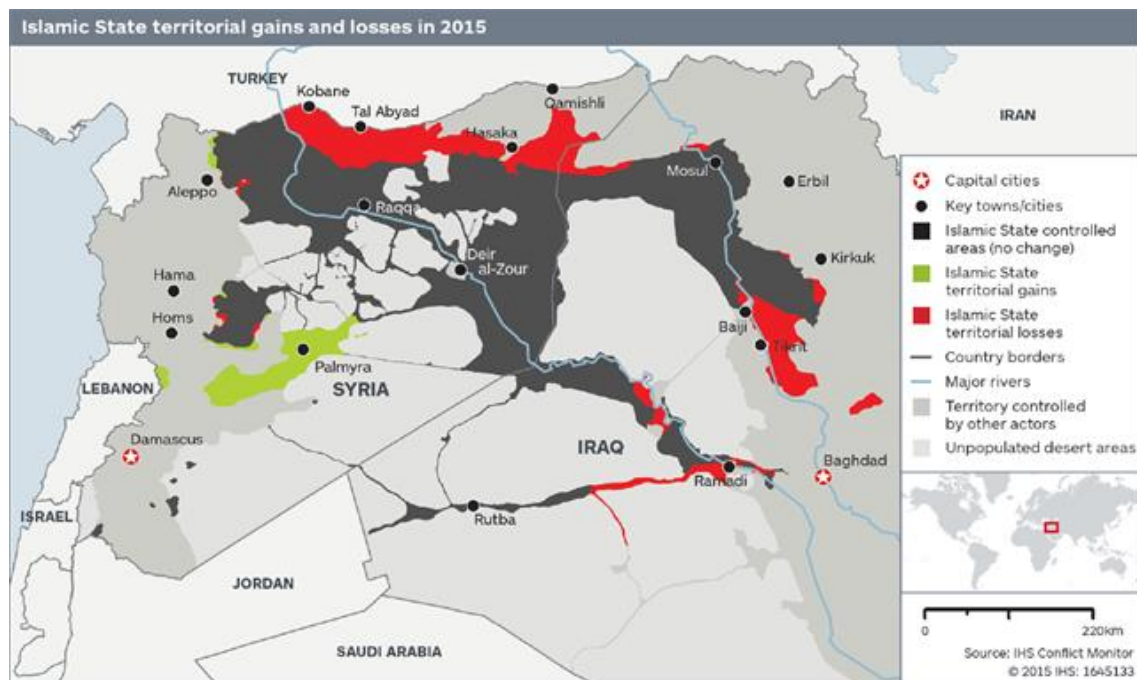 Islamic State territorial gains and losses in 2015
TURKEY
Kobane
Tal Abyad
Qamishli
Hasaka
IRAN
Aleppo
Mosul
Erbil
Raqqa
Deir
al-Zour
Kirkuk
Hama
Homs
Baiji
Tikrit
Palmyra
LEBANON
SYRIA
Damascus
IRAQ
Ramadi
Baghdad
ISRAEL
Rutba
JORDAN
SAUDI ARABIA
Capital cities
Key towns/cities
Islamic State controlled
areas (no change)
Islamic State
territorial gains
Islamic State
territorial losses
Country borders
Major rivers
Territory controlled
by other actors
Unpopulated desert areas
0
220km
Source: IHS Conflict Monitor
© 2015 IHS: 1645133